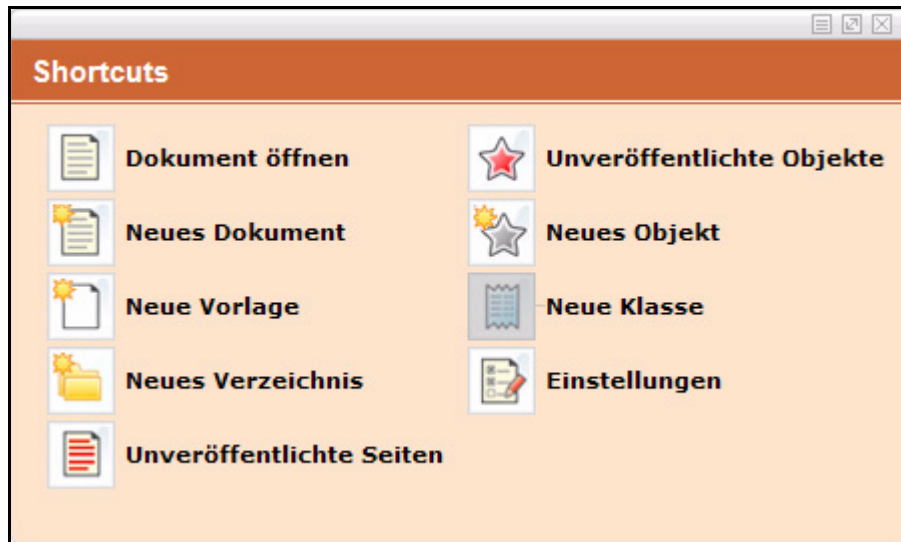 Shortcuts
Dokument öffnen
Neues Dokument
Neue Vorlage
Neues Verzeichnis
Unveröffentlichte Seiten
Unveröffentlichte Objekte
Neues Objekt
Neue Klasse
Einstellungen